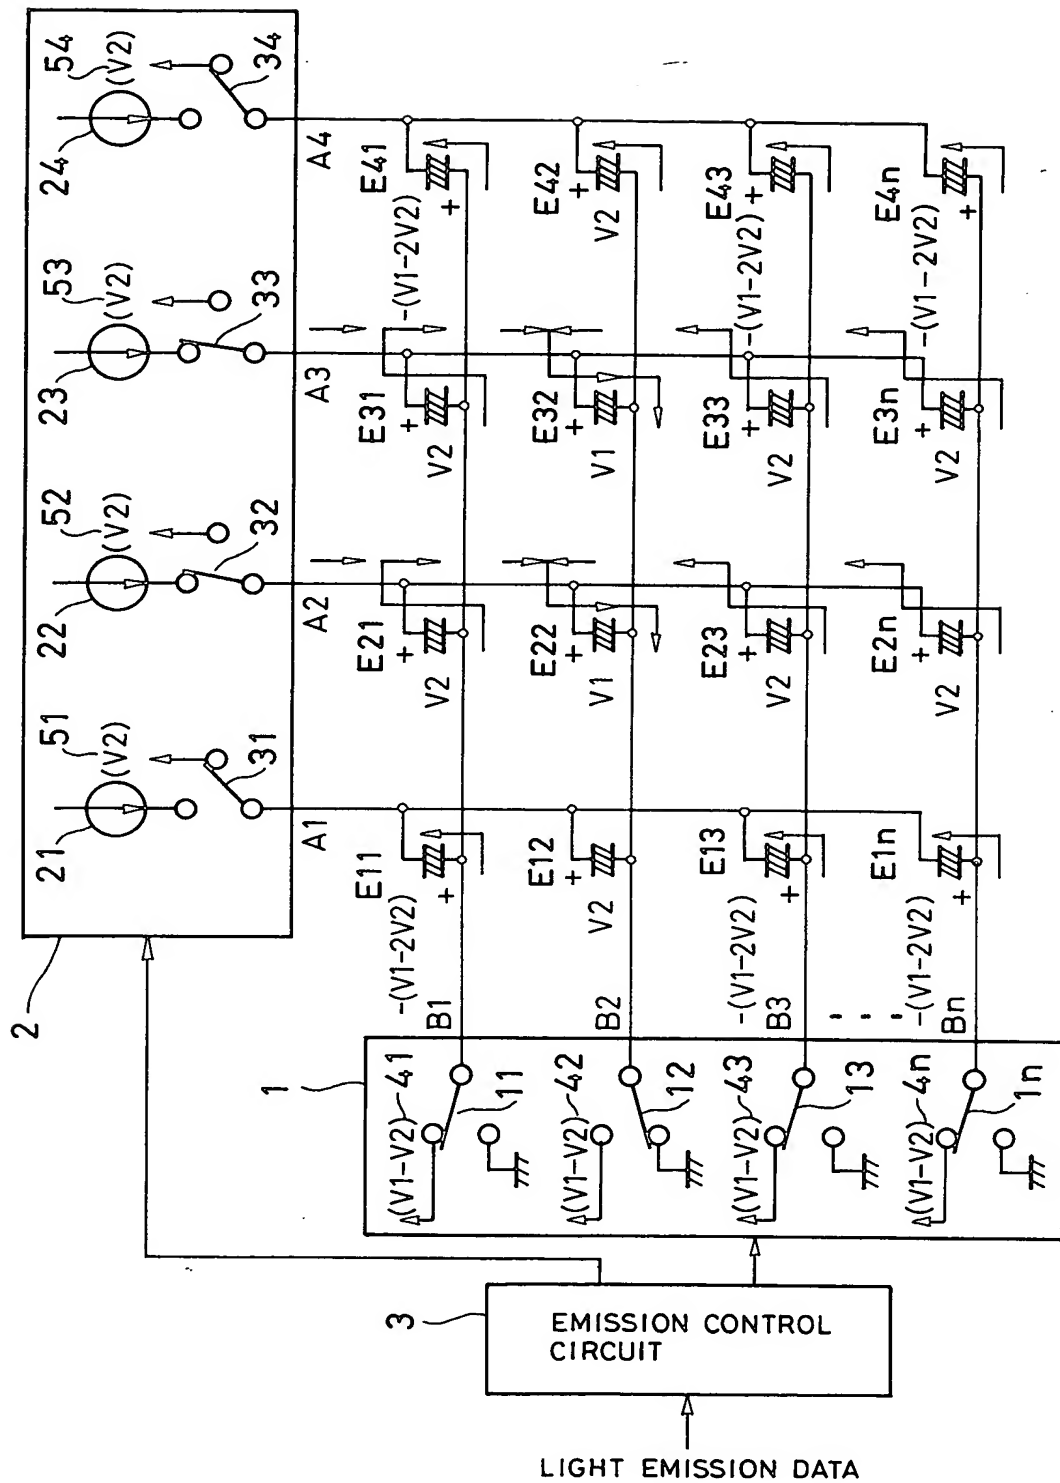 2
21
51
(V2)
31
22
52
(V2)
32
23
53
(V2)
33
24
54
(V2)
34
A1
A2
A3
A4
1
(V1-V2)
41
11
B1
-(V1-2V2)
E11
+
E21
+
V2
E31
+
V2
-(V1-2V2)
E41
+
(V1-V2)
42
12
B2
E12
+
V2
E22
+
V1
E32
+
V1
E42
+
V2
(V1-V2)
43
13
B3
-(V1-2V2)
E13
+
E23
+
V2
E33
+
V2
-(V1-2V2)
E43
+
(V1-V2)
4n
1n
Bn
-(V1-2V2)
E1n
+
E2n
+
V2
E3n
+
V2
-(V1-2V2)
E4n
+
3
EMISSION CONTROL
CIRCUIT
LIGHT EMISSION DATA